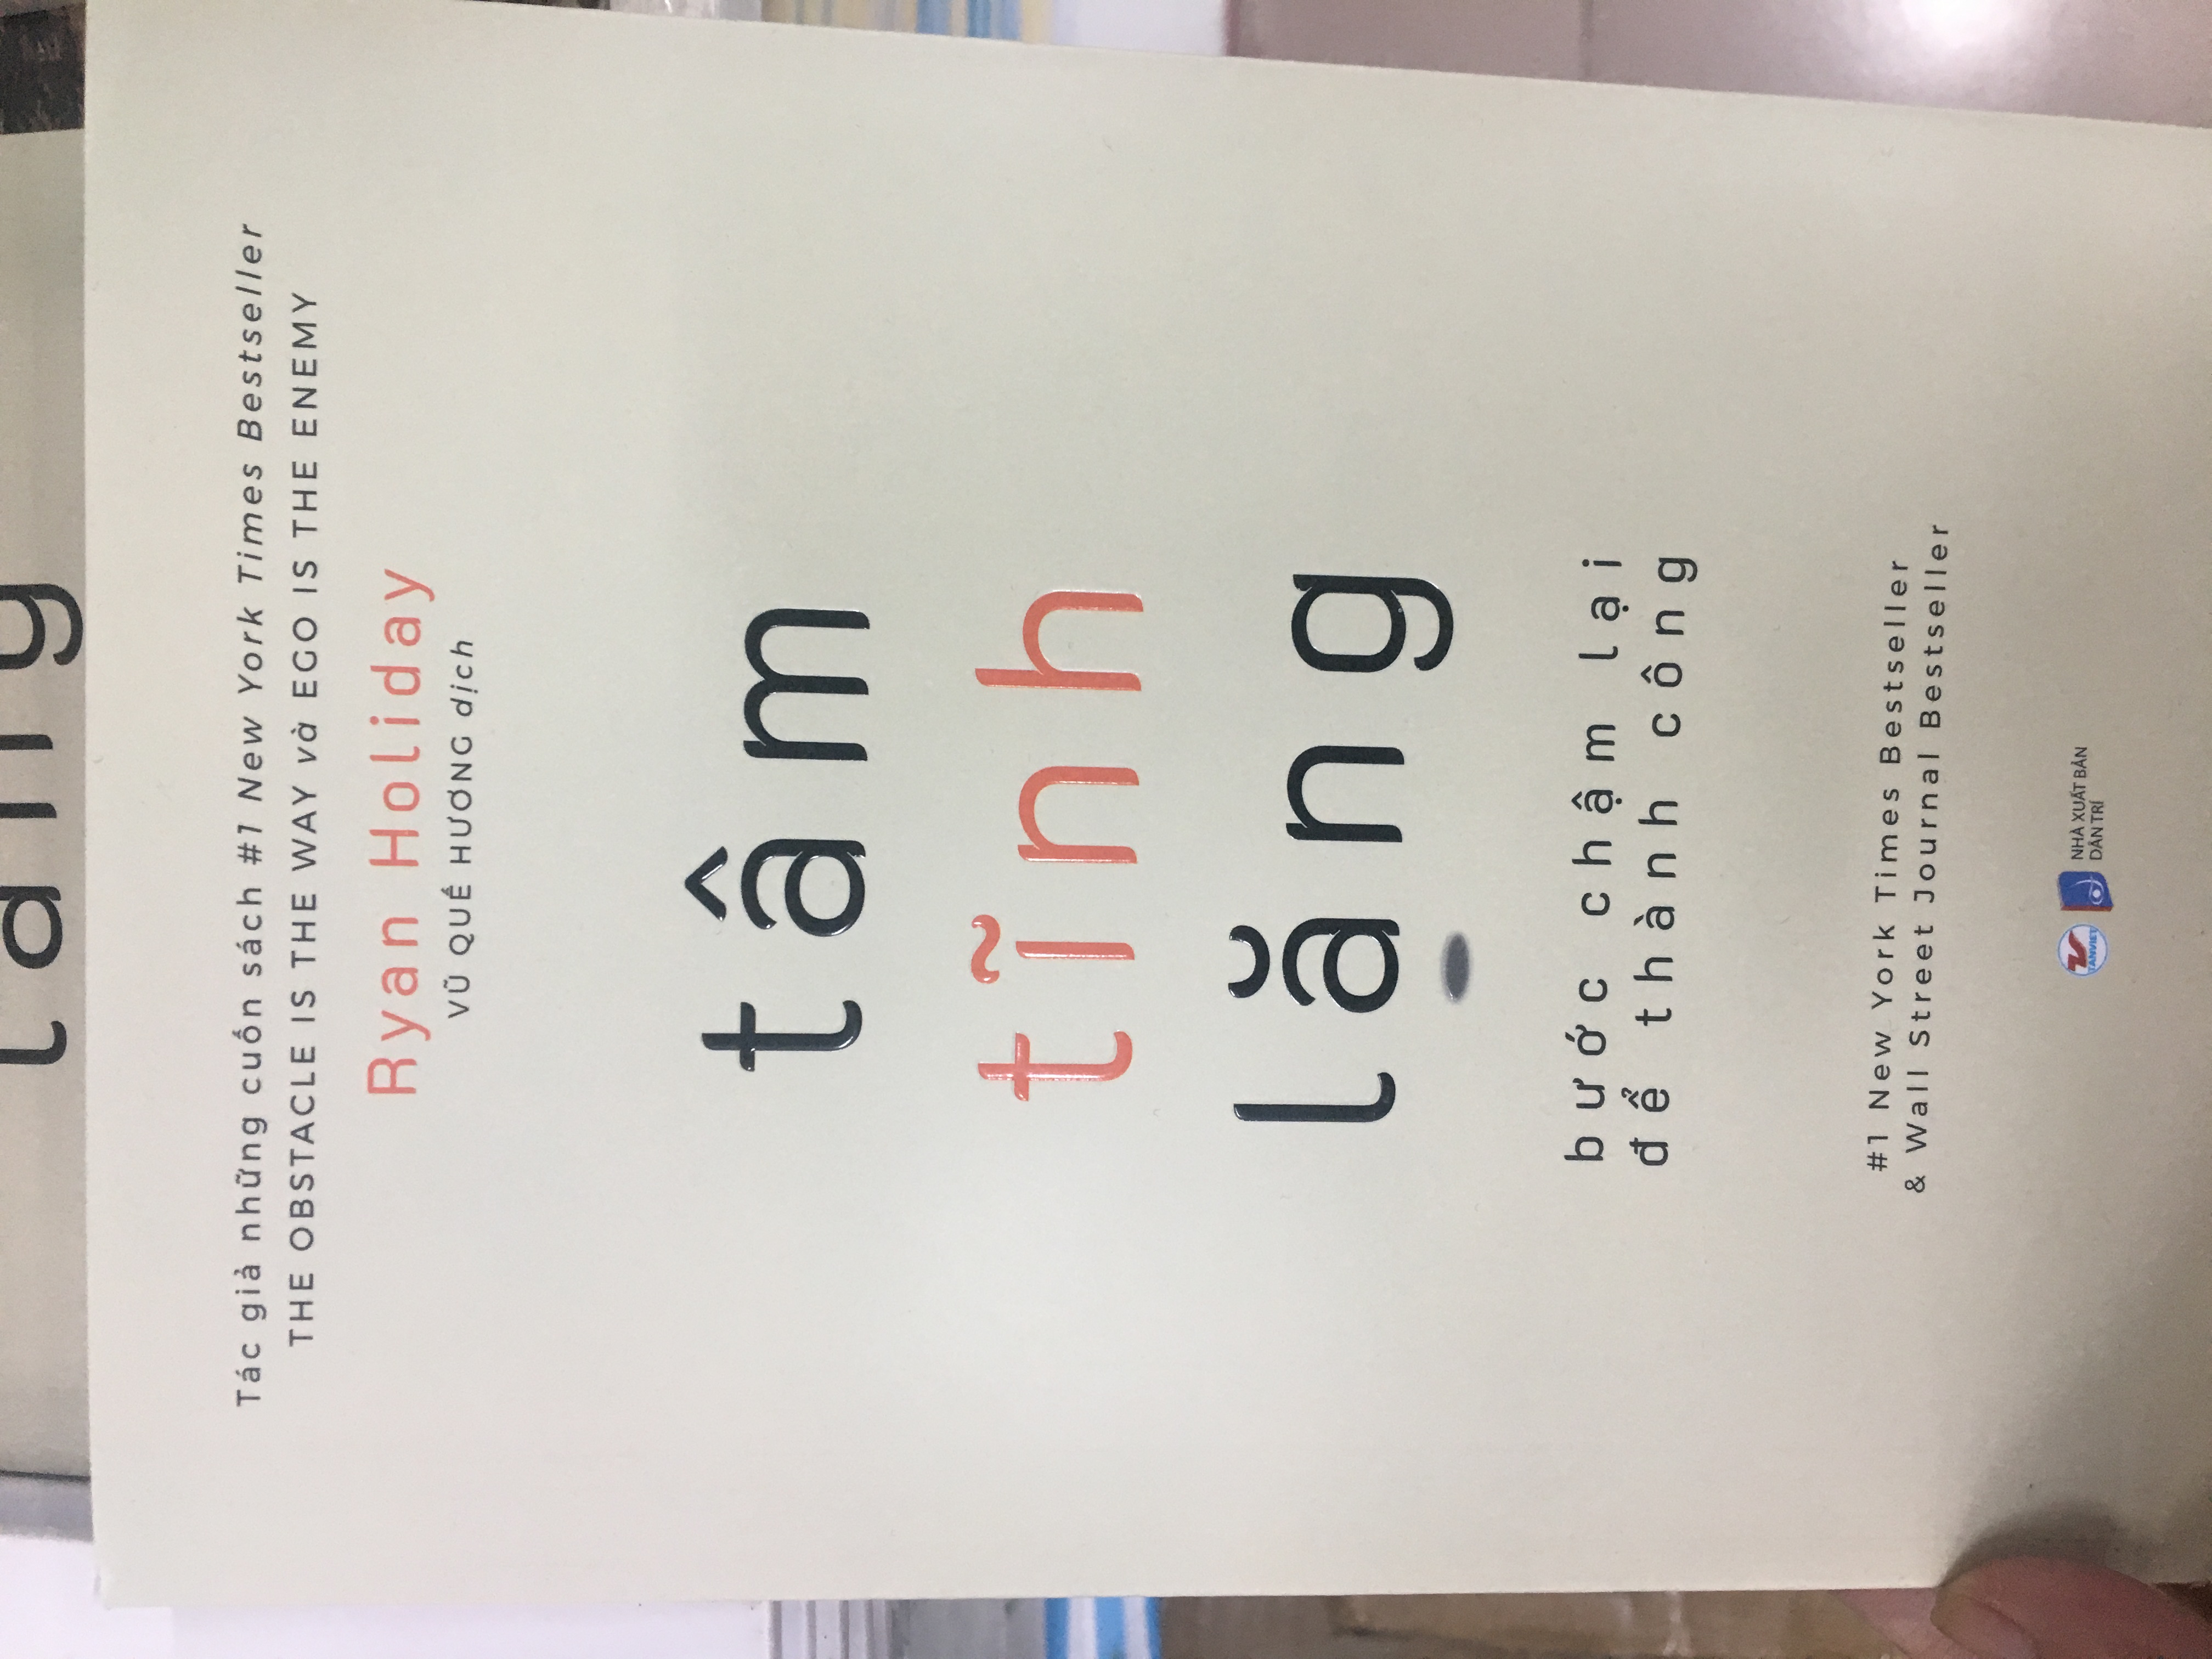 Tác giả những cuốn sách #1 New York Times Bestseller
THE OBSTACLE IS THE WAY và EGO IS THE ENEMY
Ryan Holiday
VŨ QUẾ HƯƠNG dịch
tâm
tĩnh
lặng
bước chậm lại
để thành công
#1 New York Times Bestseller
& Wall Street Journal Bestseller
TANVIET
NHÀ XUẤT BẢN
DÂN TRÍ